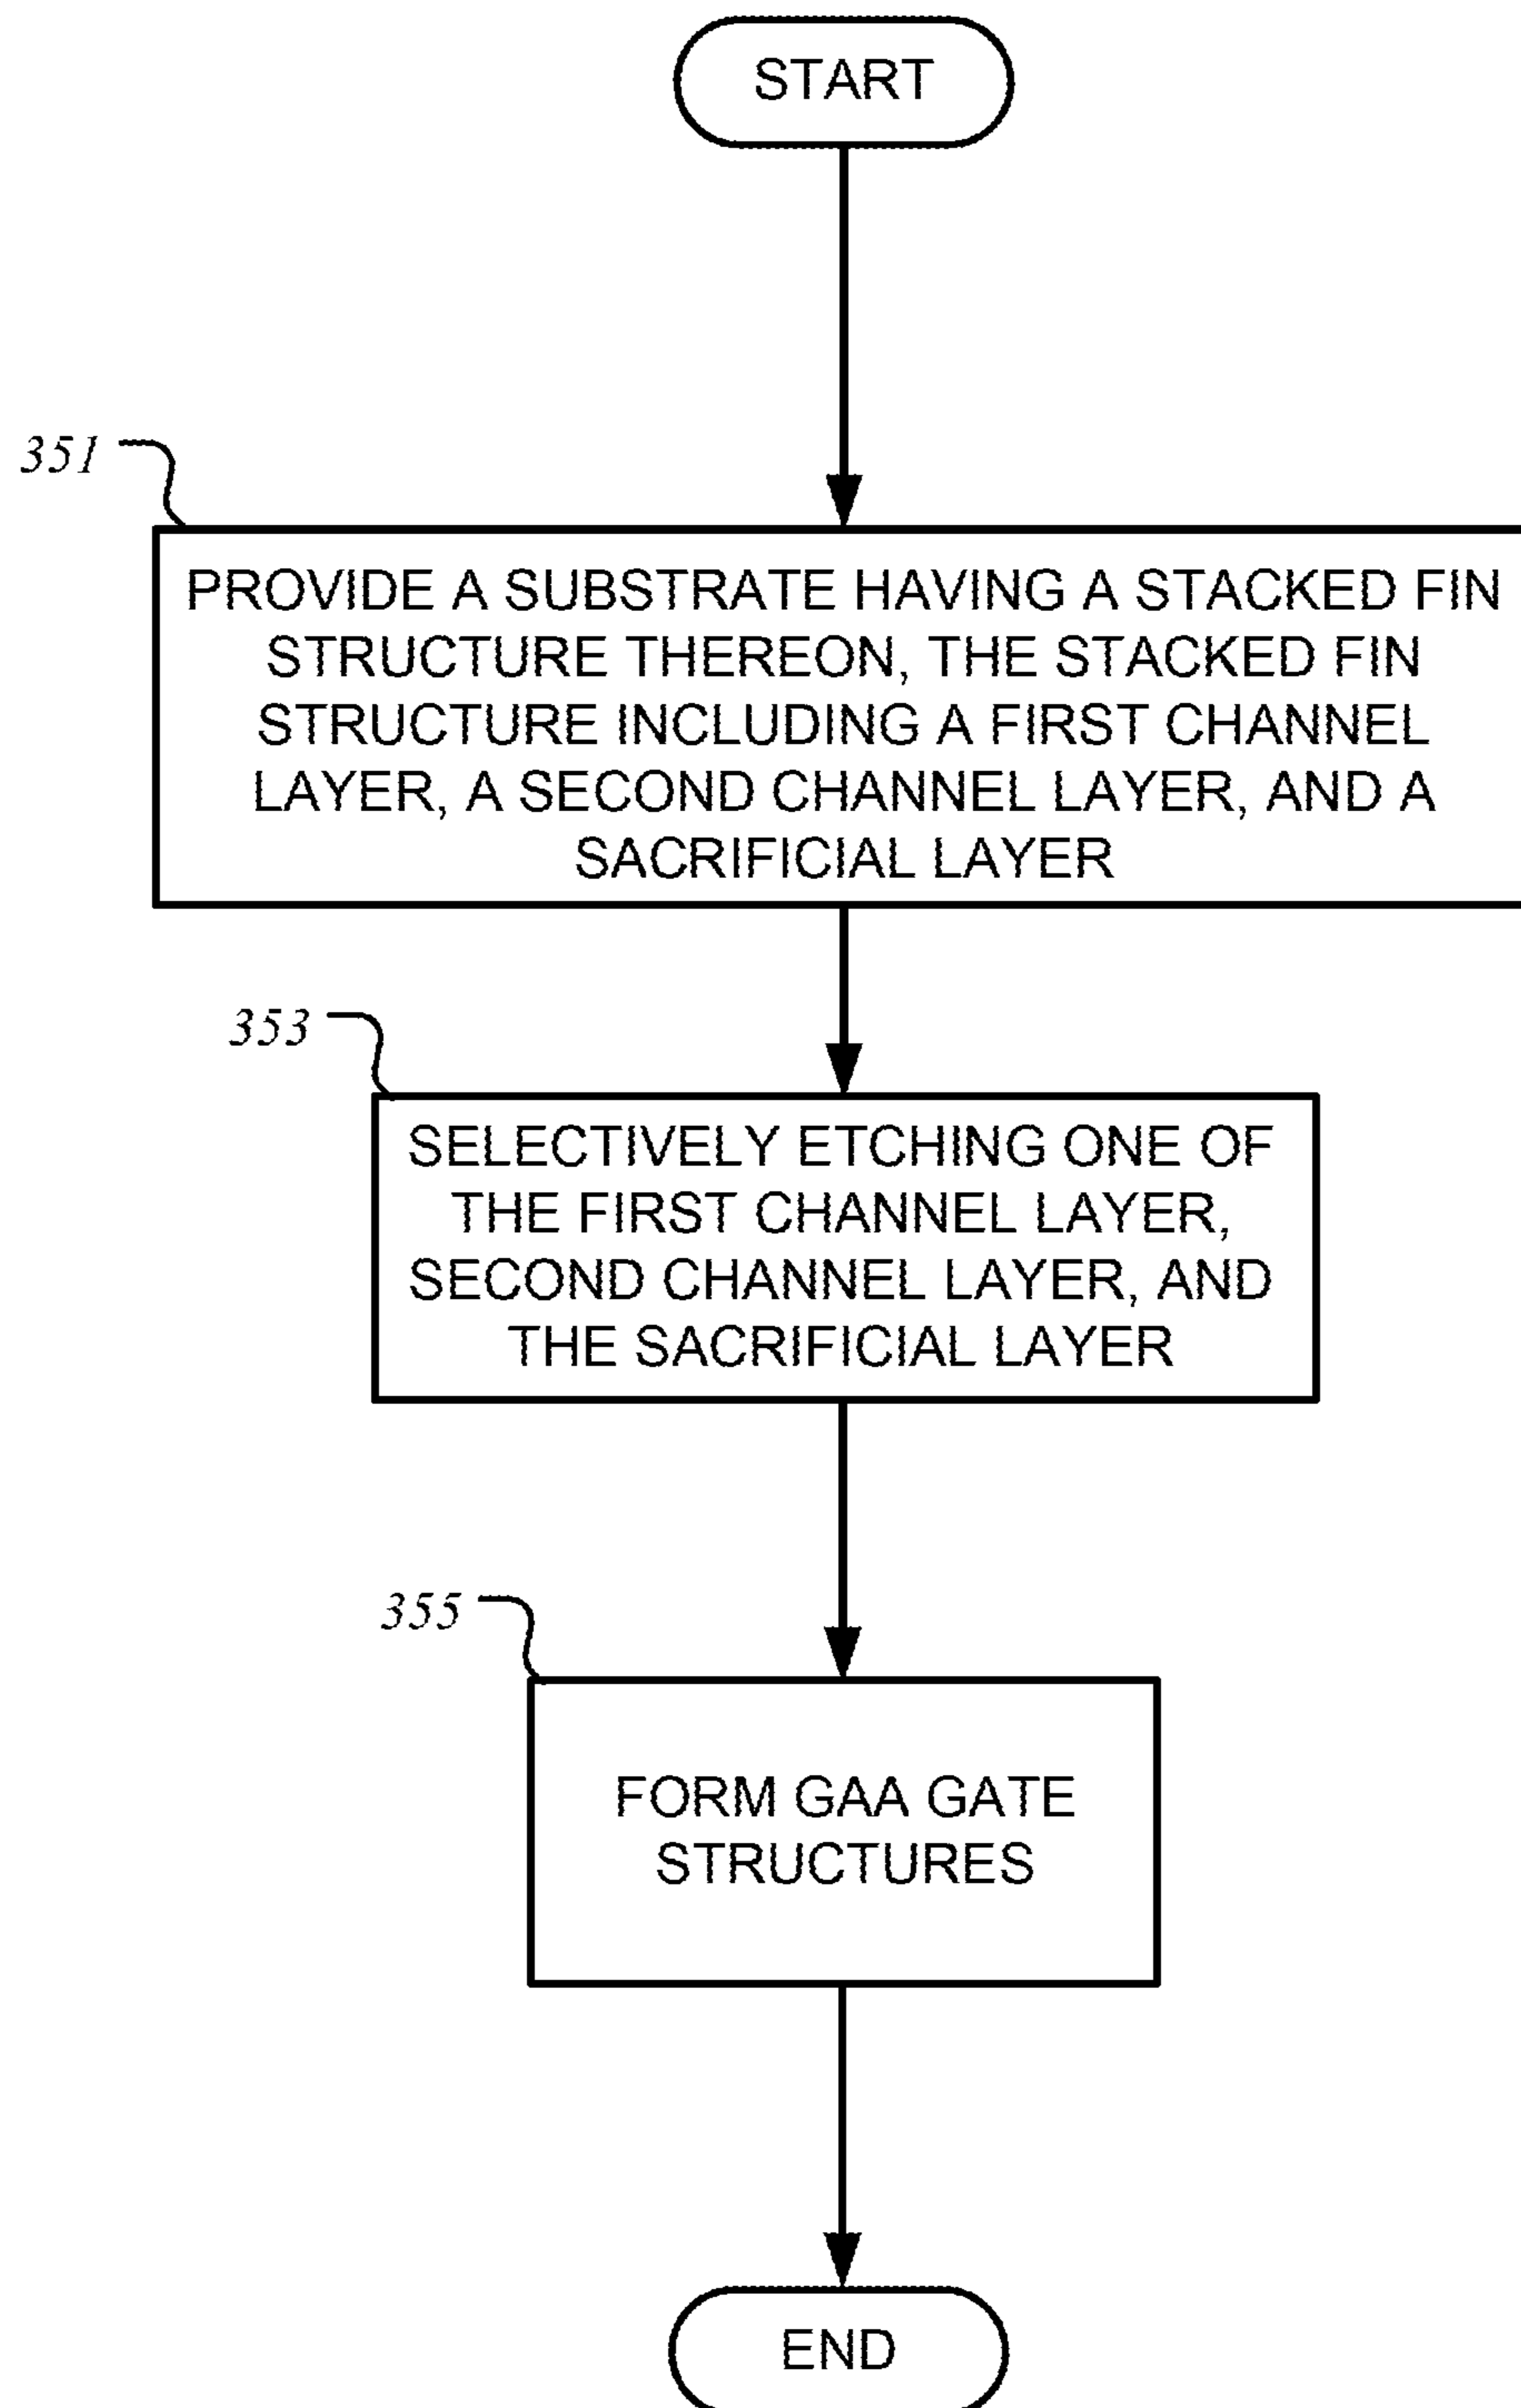 START
351
PROVIDE A SUBSTRATE HAVING A STACKED FIN
STRUCTURE THEREON, THE STACKED FIN
STRUCTURE INCLUDING A FIRST CHANNEL
LAYER, A SECOND CHANNEL LAYER, AND A
SACRIFICIAL LAYER
353
SELECTIVELY ETCHING ONE OF
THE FIRST CHANNEL LAYER,
SECOND CHANNEL LAYER, AND
THE SACRIFICIAL LAYER
355
FORM GAA GATE
STRUCTURES
END